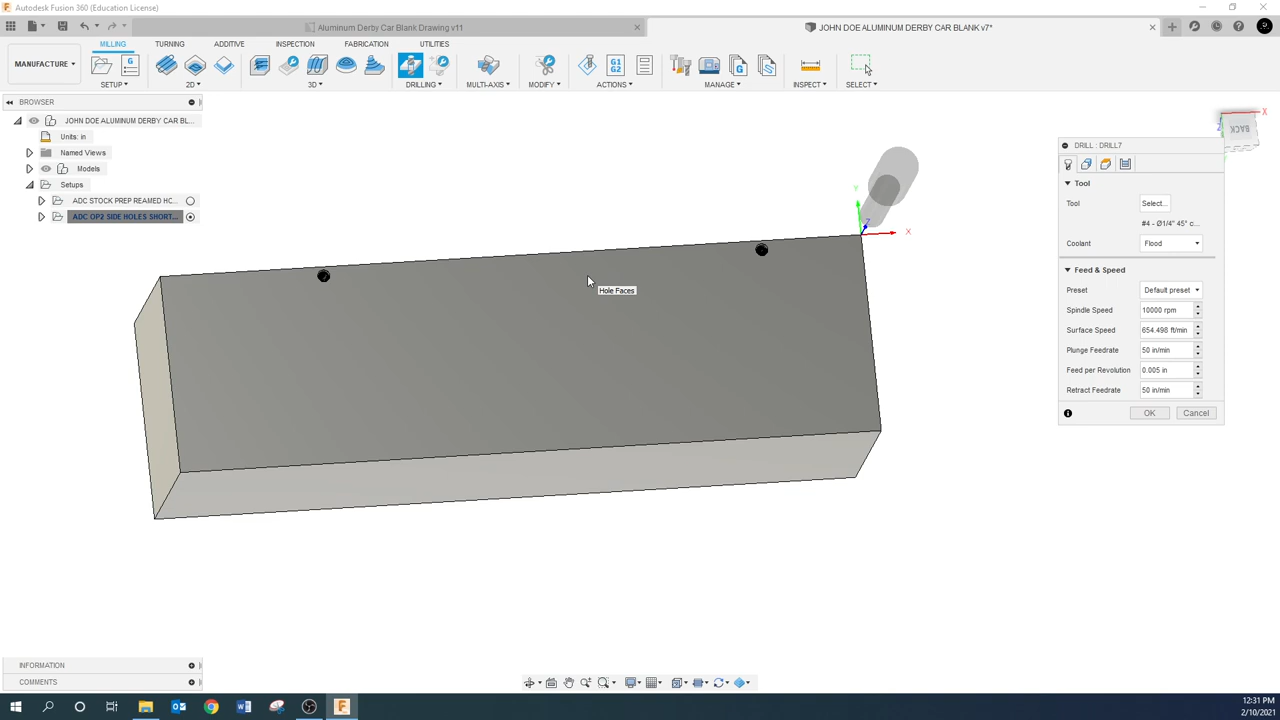 Autodesk Fusion 360 (Education License)
Aluminum Derby Car Blank Drawing v11
JOHN DOE ALUMINUM DERBY CAR BLANK v7*
MILLING TURNING ADDITIVE INSPECTION FABRICATION UTILITIES
MANUFACTURE
G1
G2
SETUP 2D 3D DRILLING MULTI-AXIS MODIFY ACTIONS MANAGE INSPECT SELECT
BROWSER
JOHN DOE ALUMINUM DERBY CAR BL...
Units: in
Named Views
Models
Setups
ADC STOCK PREP REAMED HC...
ADC OP2 SIDE HOLES SHORT...
Y
Z
X
Hole Faces
X
Z
BACK
DRILL : DRILL7
Tool
Tool Select...
#4 - Ø1/4" 45° c...
Coolant Flood
Feed & Speed
Preset Default preset
Spindle Speed 10000 rpm
Surface Speed 654.498 ft/min
Plunge Feedrate 50 in/min
Feed per Revolution 0.005 in
Retract Feedrate 50 in/min
OK Cancel
INFORMATION
COMMENTS
12:31 PM
2/10/2021